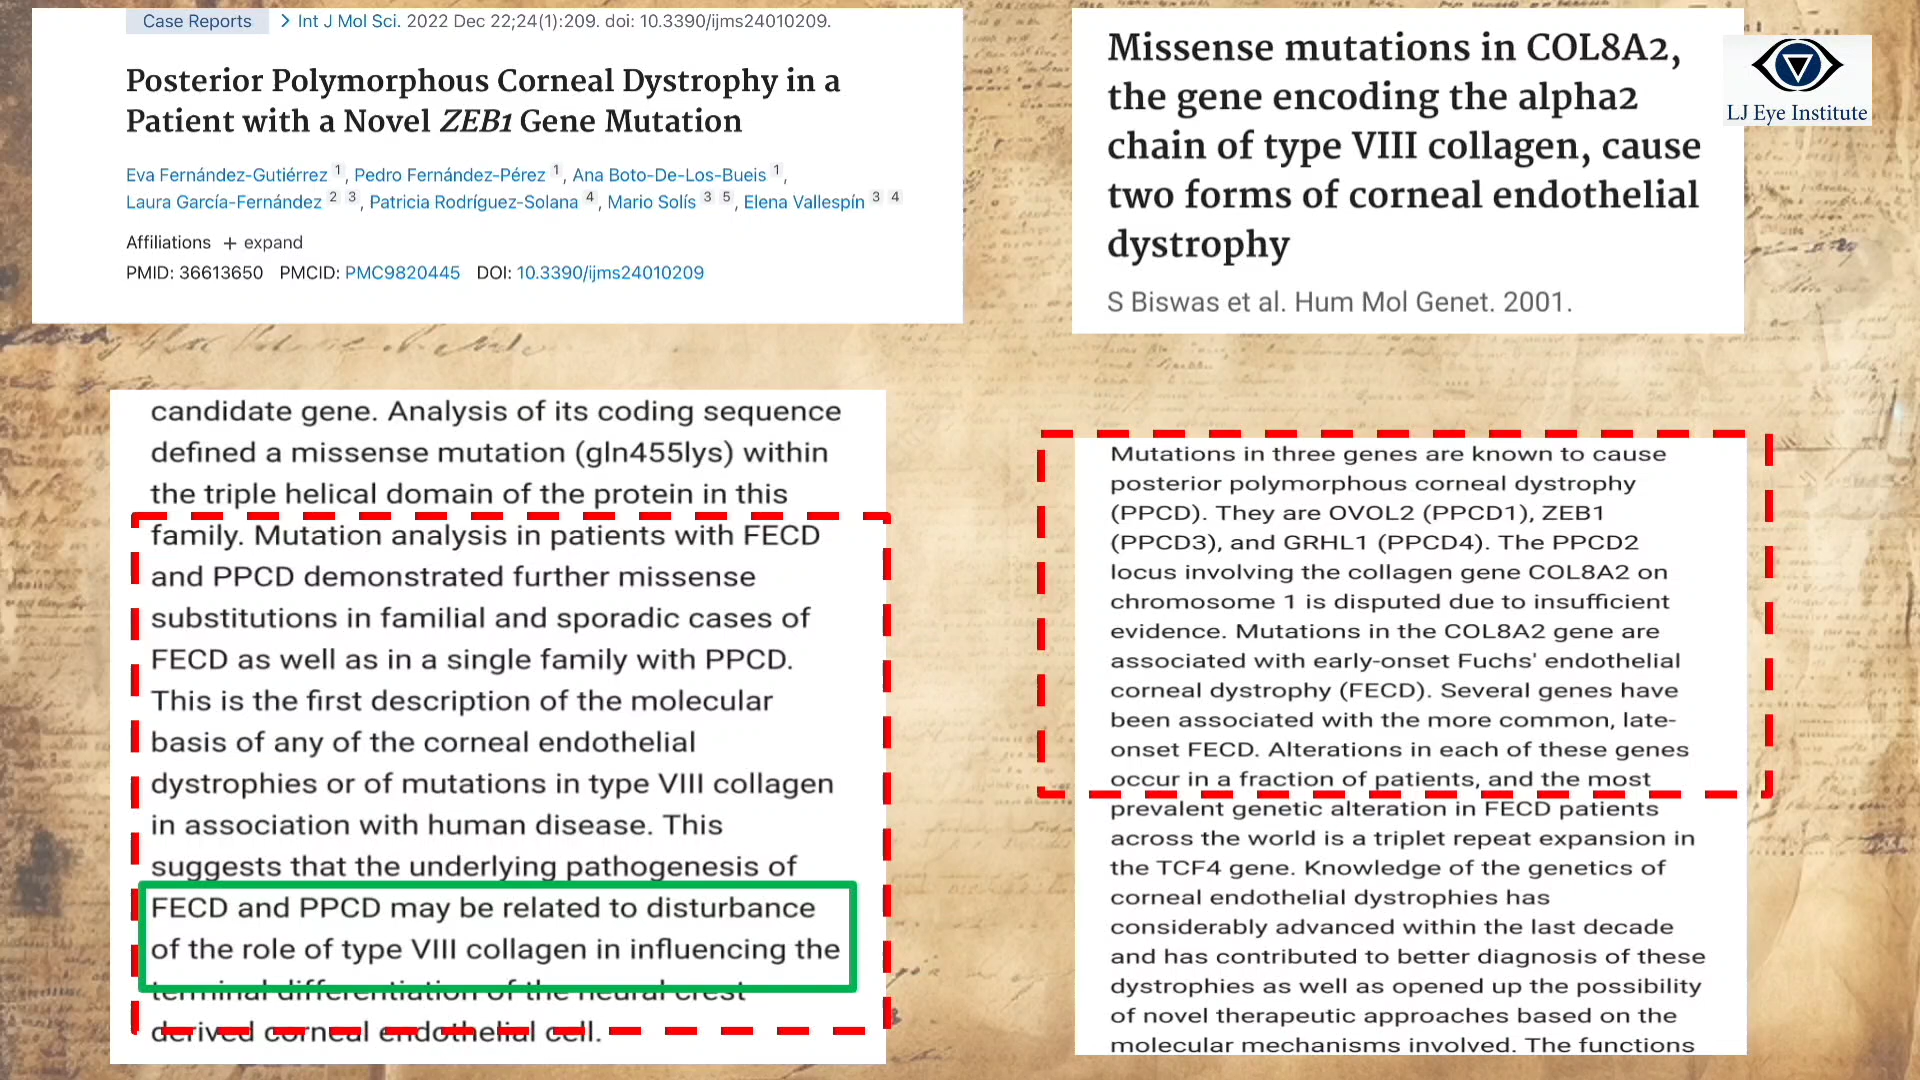 Case Reports > Int J Mol Sci. 2022 Dec 22;24(1):209. doi: 10.3390/ijms24010209.
Posterior Polymorphous Corneal Dystrophy in a
Patient with a Novel ZEB1 Gene Mutation
Eva Fernández-Gutiérrez 1, Pedro Fernández-Pérez 1, Ana Boto-De-Los-Bueis 1,
Laura García-Fernández 2 3, Patricia Rodríguez-Solana 4, Mario Solís 3 5, Elena Vallespín 3 4
Affiliations + expand
PMID: 36613650 PMCID: PMC9820445 DOI: 10.3390/ijms24010209
Missense mutations in COL8A2,
the gene encoding the alpha2
chain of type VIII collagen, cause
two forms of corneal endothelial
dystrophy
S Biswas et al. Hum Mol Genet. 2001.
LJ Eye Institute
candidate gene. Analysis of its coding sequence
defined a missense mutation (gln455lys) within
the triple helical domain of the protein in this
family. Mutation analysis in patients with FECD
and PPCD demonstrated further missense
substitutions in familial and sporadic cases of
FECD as well as in a single family with PPCD.
This is the first description of the molecular
basis of any of the corneal endothelial
dystrophies or of mutations in type VIII collagen
in association with human disease. This
suggests that the underlying pathogenesis of
FECD and PPCD may be related to disturbance
of the role of type VIII collagen in influencing the
terminal differentiation of the neural crest
derived corneal endothelial cell.
Mutations in three genes are known to cause
posterior polymorphous corneal dystrophy
(PPCD). They are OVOL2 (PPCD1), ZEB1
(PPCD3), and GRHL1 (PPCD4). The PPCD2
locus involving the collagen gene COL8A2 on
chromosome 1 is disputed due to insufficient
evidence. Mutations in the COL8A2 gene are
associated with early-onset Fuchs' endothelial
corneal dystrophy (FECD). Several genes have
been associated with the more common, late-
onset FECD. Alterations in each of these genes
occur in a fraction of patients, and the most
prevalent genetic alteration in FECD patients
across the world is a triplet repeat expansion in
the TCF4 gene. Knowledge of the genetics of
corneal endothelial dystrophies has
considerably advanced within the last decade
and has contributed to better diagnosis of these
dystrophies as well as opened up the possibility
of novel therapeutic approaches based on the
molecular mechanisms involved. The functions